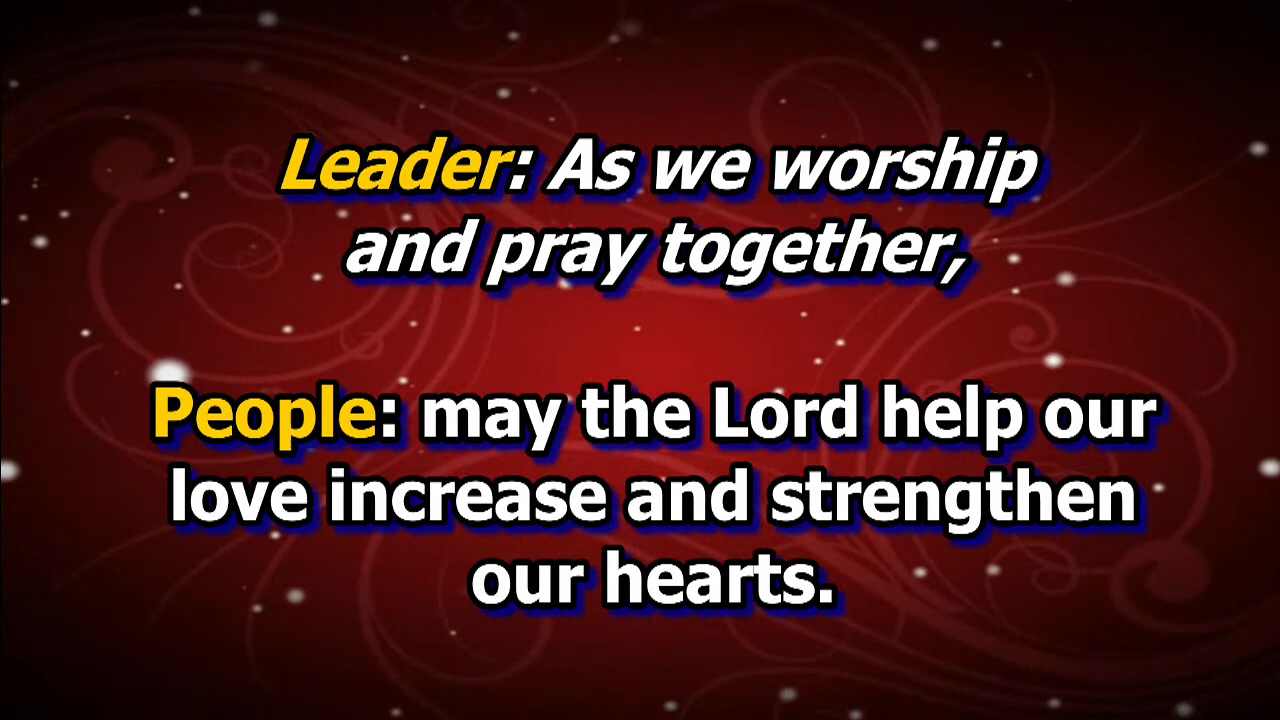 Leader: As we worship
and pray together,
People: may the Lord help our
love increase and strengthen
our hearts.